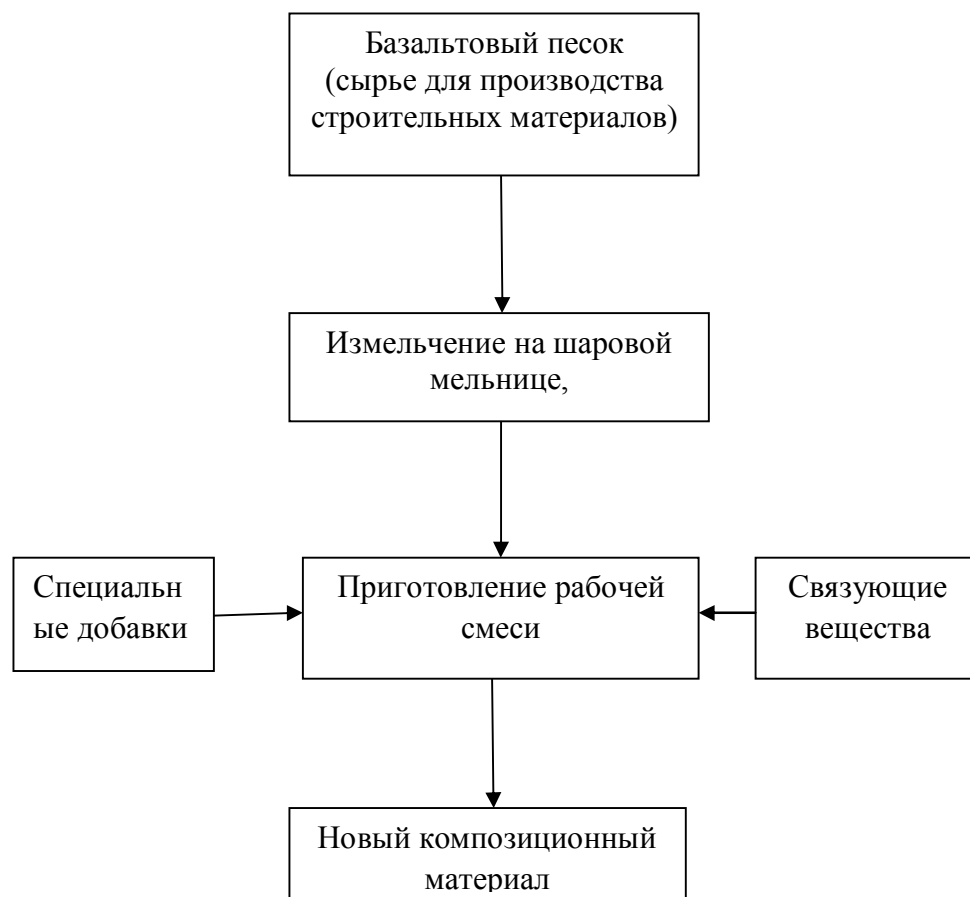 Базальтовый песок
(сырье для производства
строительных материалов)
Измельчение на шаровой
мельнице,
Специальн
ые добавки
Приготовление рабочей
смеси
Связующие
вещества
Новый композиционный
материал